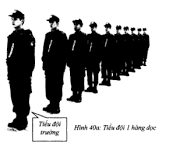 Tiểu đội
trưởng
Hình 40a: Tiểu đội 1 hàng dọc